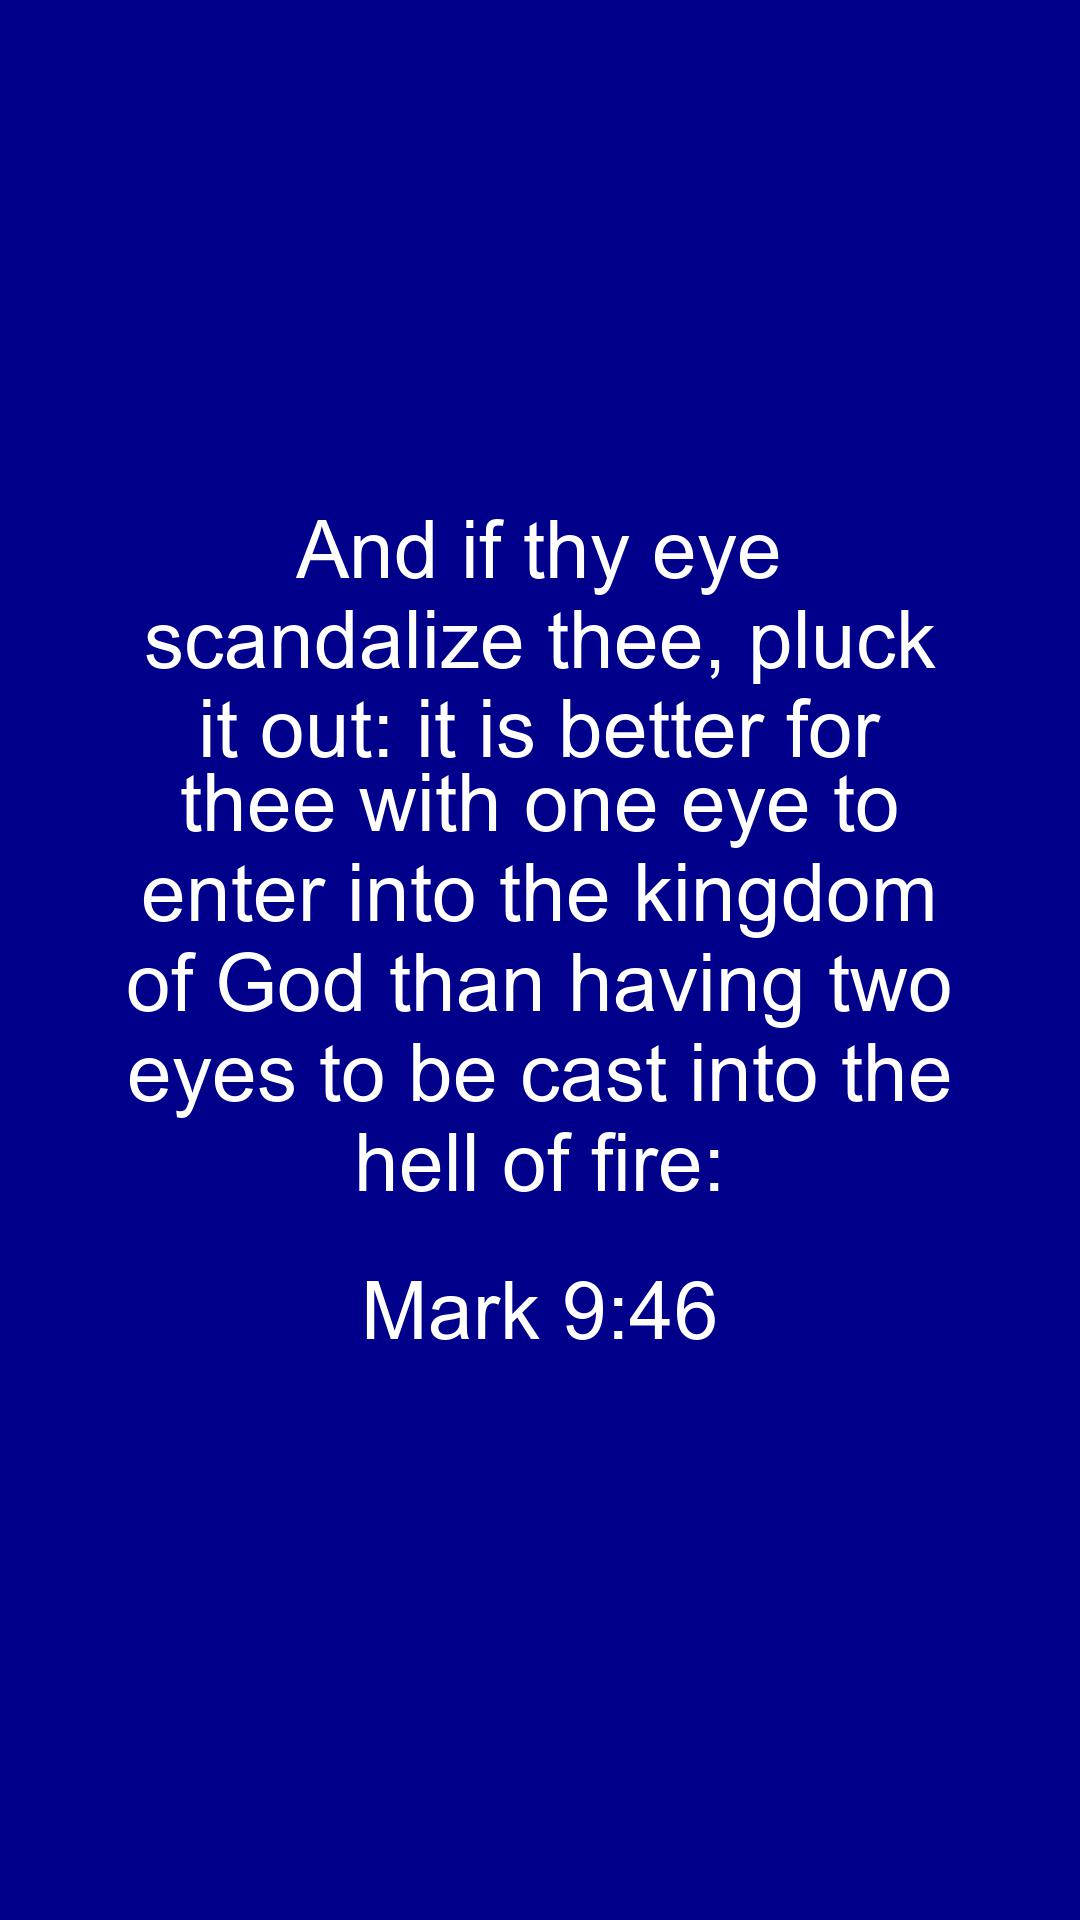 And if thy eye
scandalize thee, pluck
it out: it is better for
thee with one eye to
enter into the kingdom
of God than having two
eyes to be cast into the
hell of fire:
Mark 9:46